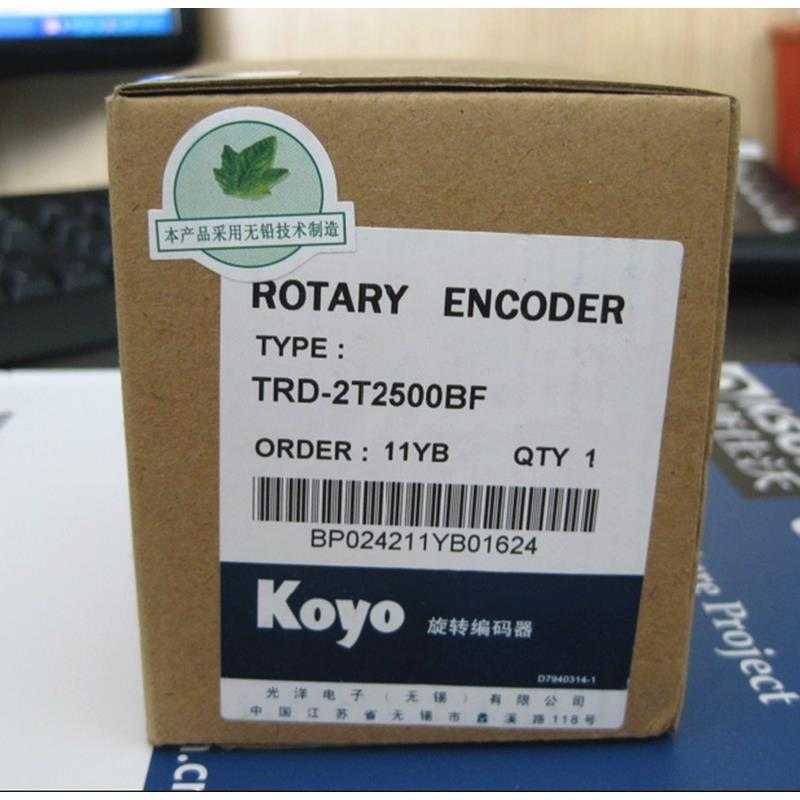 本产品采用无铅技术制造
ROTARY ENCODER
TYPE :
TRD-2T2500BF
ORDER : 11YB QTY 1
BP024211YB01624
Koyo 旋转编码器
D7940314-1
光洋电子（无锡）有限公司
中国江苏省无锡市鑫溪路118号
Project